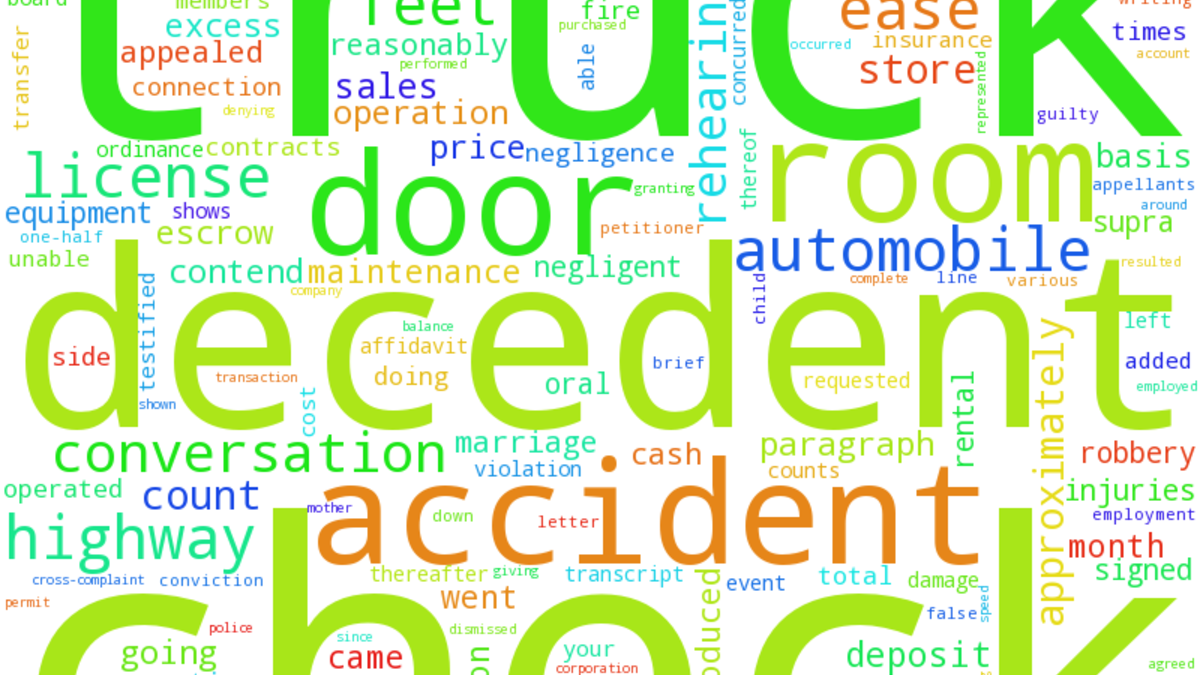 board
members
feet
fire
ease
writing
excess
purchased
times
transfer
appealed
reasonably
able
rehearin
concurred
occurred
insurance
account
performed
store
connection
sales
represented
denying
operation
guilty
truck
ordinance
contracts
price
negligence
thereof
room
basis
license
door
granting
appellants
equipment
shows
around
one-half
escrow
petitioner
supra
unable
automobile
contend
maintenance
negligent
resulted
testified
company
child
complete
line
various
decedent
balance
left
side
affidavit
brief
added
transaction
doing
oral
requested
employed
shown
cost
rental
approximately
conversation
marriage
cash
paragraph
robbery
violation
counts
operated
count
accident
injuries
mother
down
letter
employment
highway
month
cross-complaint
conviction
thereafter
giving
transcript
event
total
damage
signed
permit
went
oduced
false
speed
police
since
dismissed
check
going
came
on
your
deposit
corporation
agreed